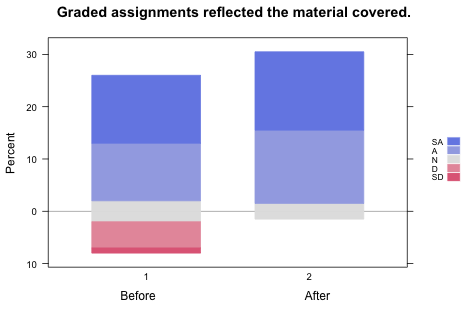 Graded assignments reflected the material covered.
30
20
10
0
10
Percent
SA
A
N
D
SD
1
2
Before
After